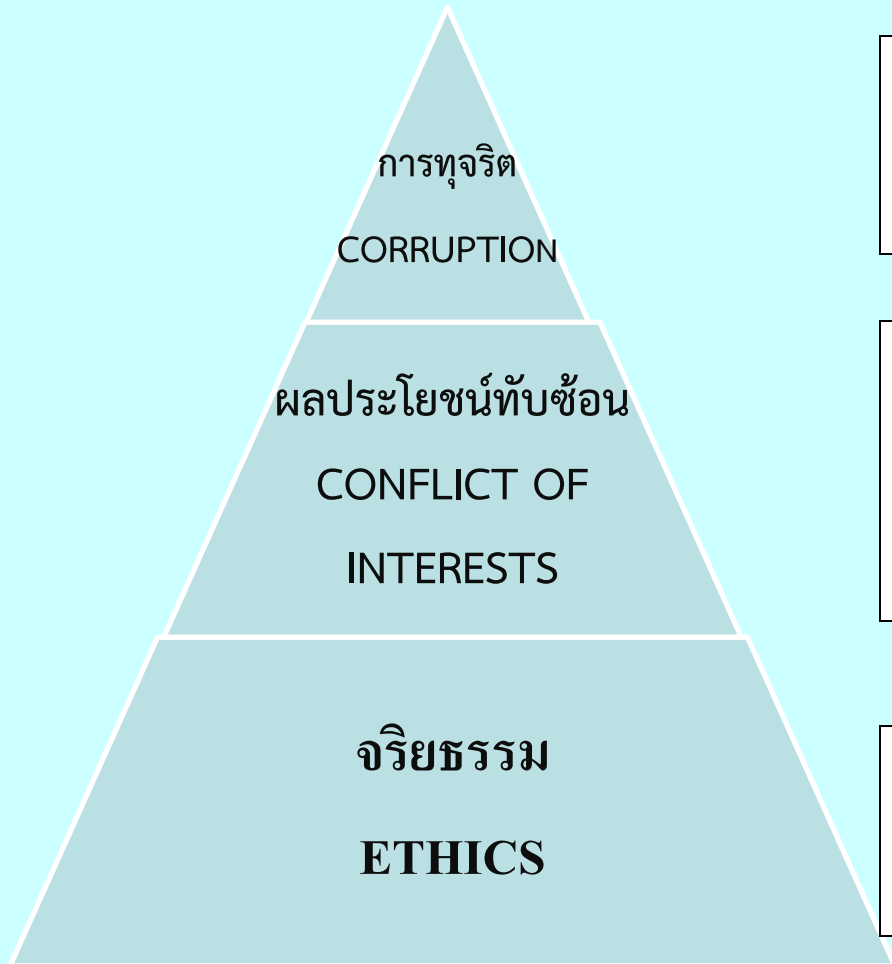 การทุจริต
CORRUPTION
ผลประโยชน์ทับซ้อน
CONFLICT OF
INTERESTS
จริยธรรม
ETHICS